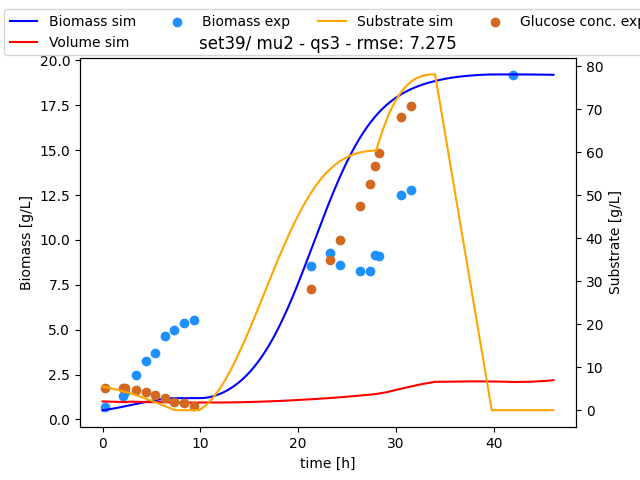 Biomass sim Biomass exp Substrate sim Glucose conc. exp
Volume sim
set39/ mu2 - qs3 - rmse: 7.275
20.0
17.5
15.0
12.5
10.0
7.5
5.0
2.5
0.0
Biomass [g/L]
0 10 20 30 40
time [h]
80
70
60
50
40
30
20
10
0
Substrate [g/L]